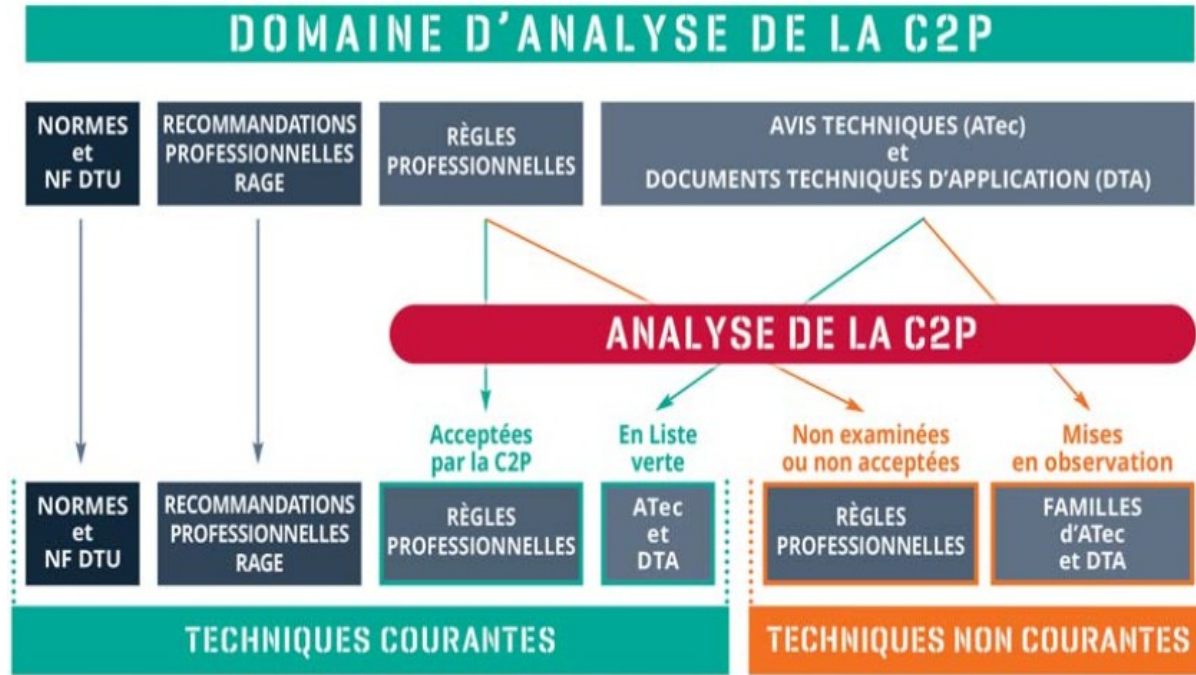 DOMAINE D'ANALYSE DE LA C2P
NORMES
et
NF DTU
RECOMMANDATIONS
PROFESSIONNELLES
RAGE
RÈGLES
PROFESSIONNELLES
AVIS TECHNIQUES (ATec)
et
DOCUMENTS TECHNIQUES D'APPLICATION (DTA)
ANALYSE DE LA C2P
Acceptées
par la C2P
En Liste
verte
Non examinées
ou non acceptées
Mises
en observation
NORMES
et
NF DTU
RECOMMANDATIONS
PROFESSIONNELLES
RAGE
RÈGLES
PROFESSIONNELLES
ATec
et
DTA
RÈGLES
PROFESSIONNELLES
FAMILLES
d'ATec
et DTA
TECHNIQUES COURANTES
TECHNIQUES NON COURANTES